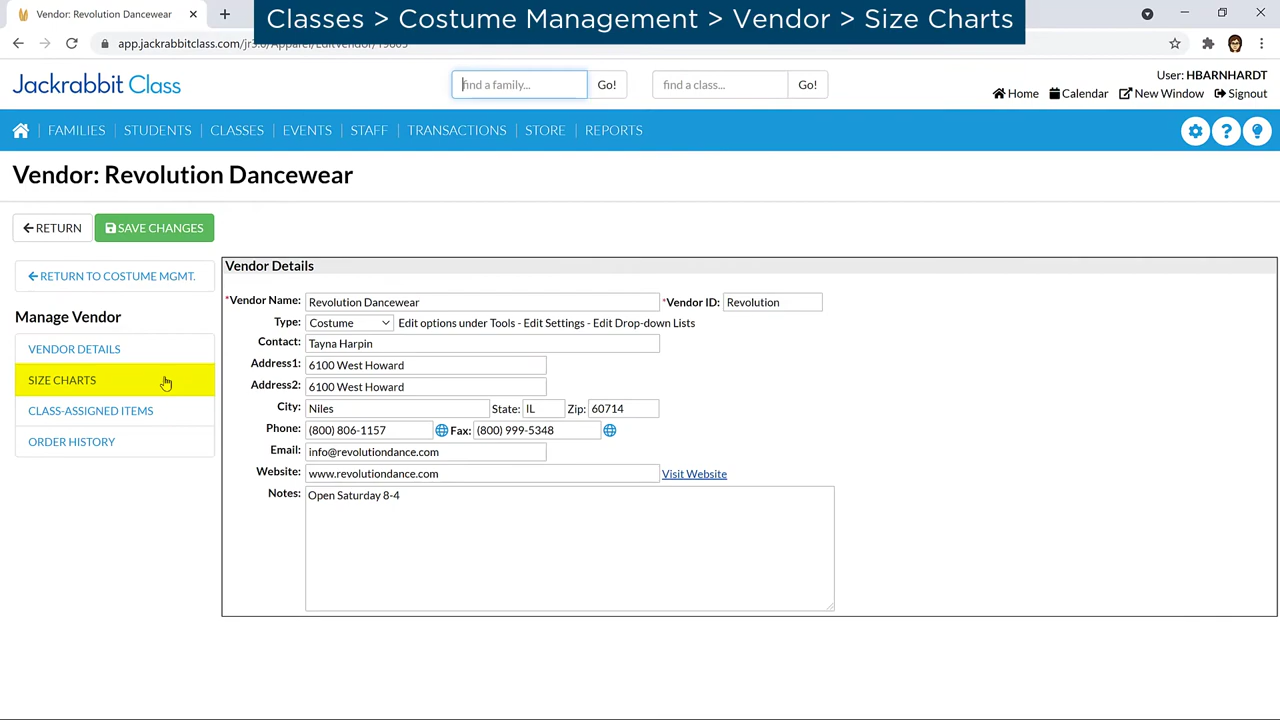 Vendor: Revolution Dancewear
Classes > Costume Management > Vendor > Size Charts
Jackrabbit Class
find a family...
Go!
find a class...
Go!
User: HBARNHARDT
Home
Calendar
New Window
Signout
FAMILIES
STUDENTS
CLASSES
EVENTS
STAFF
TRANSACTIONS
STORE
REPORTS
Vendor: Revolution Dancewear
RETURN
SAVE CHANGES
RETURN TO COSTUME MGMT.
Manage Vendor
VENDOR DETAILS
SIZE CHARTS
CLASS-ASSIGNED ITEMS
ORDER HISTORY
Vendor Details
*Vendor Name: Revolution Dancewear *Vendor ID: Revolution
Type: Costume Edit options under Tools - Edit Settings - Edit Drop-down Lists
Contact: Tayna Harpin
Address1: 6100 West Howard
Address2: 6100 West Howard
City: Niles State: IL Zip: 60714
Phone: (800) 806-1157 Fax: (800) 999-5348
Email: info@revolutiondance.com
Website: www.revolutiondance.com Visit Website
Notes: Open Saturday 8-4